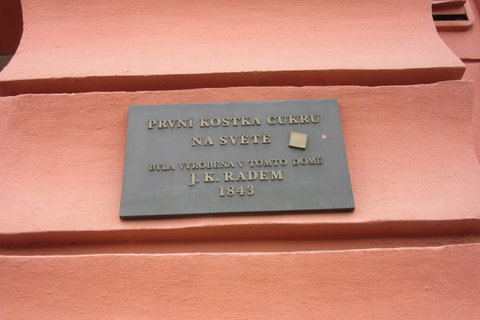 PRVNÍ KOSTKA CUKRU
NA SVĚTĚ
BYLA VYROBENA V TOMTO DOMĚ
J. K. RADEM
1843